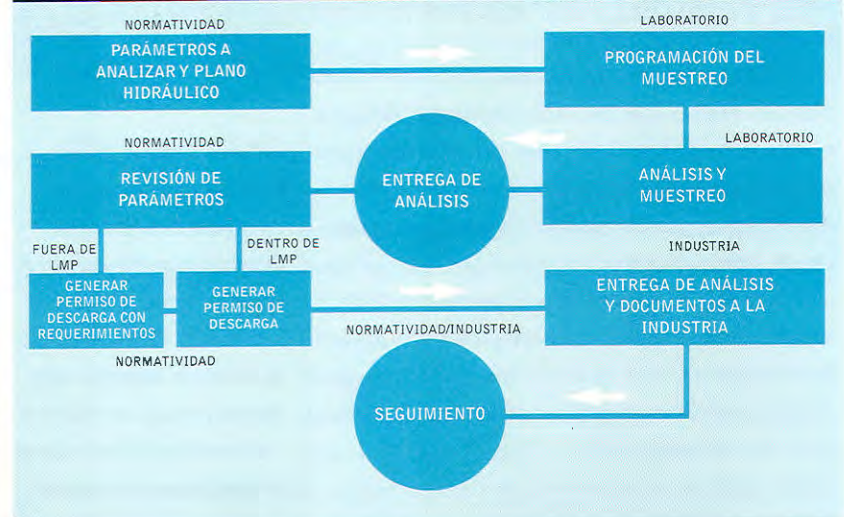 NORMATIVIDAD
PARÁMETROS A
ANALIZAR Y PLANO
HIDRÁULICO
LABORATORIO
PROGRAMACIÓN DEL
MUESTREO
LABORATORIO
ANÁLISIS Y
MUESTREO
ENTREGA DE
ANÁLISIS
NORMATIVIDAD
REVISIÓN DE
PARÁMETROS
FUERA DE
LMP
GENERAR
PERMISO DE
DESCARGA CON
REQUERIMIENTOS
DENTRO DE
LMP
GENERAR
PERMISO DE
DESCARGA
NORMATIVIDAD
INDUSTRIA
ENTREGA DE ANÁLISIS
Y DOCUMENTOS A LA
INDUSTRIA
NORMATIVIDAD/INDUSTRIA
SEGUIMIENTO